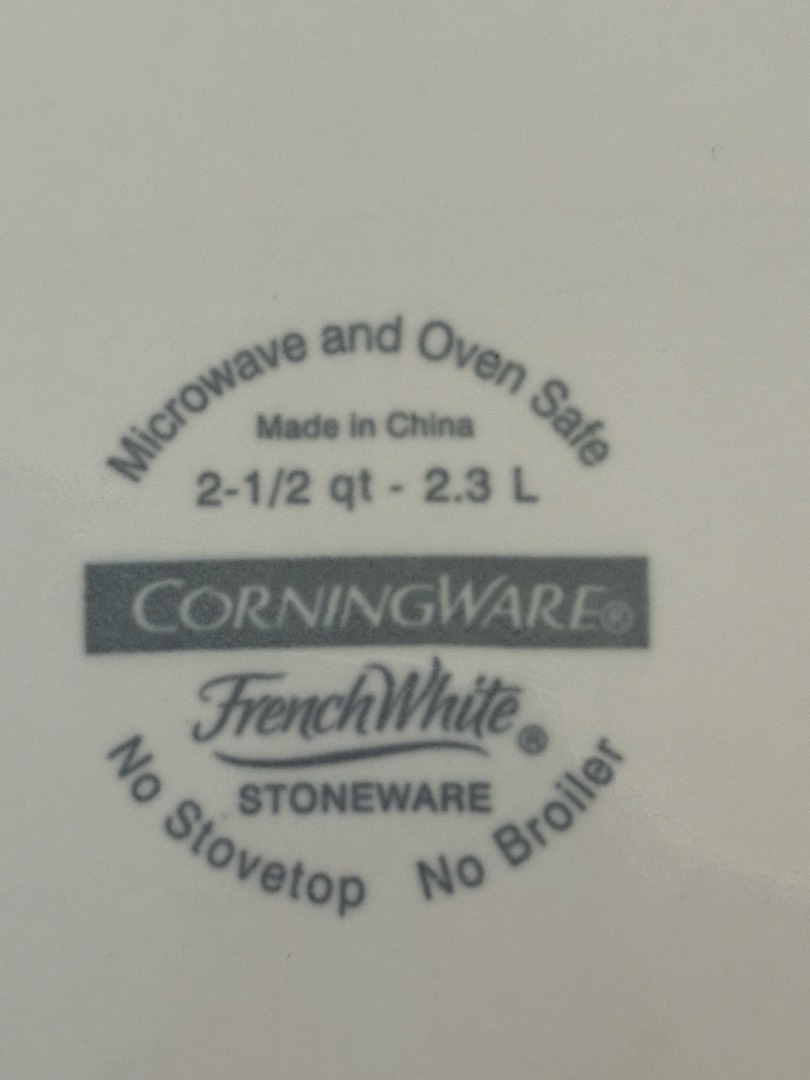 Microwave and Oven Safe
Made in China
2-1/2 qt - 2.3 L
CORNINGWARE®
FrenchWhite®
STONEWARE
No Stovetop No Broiler